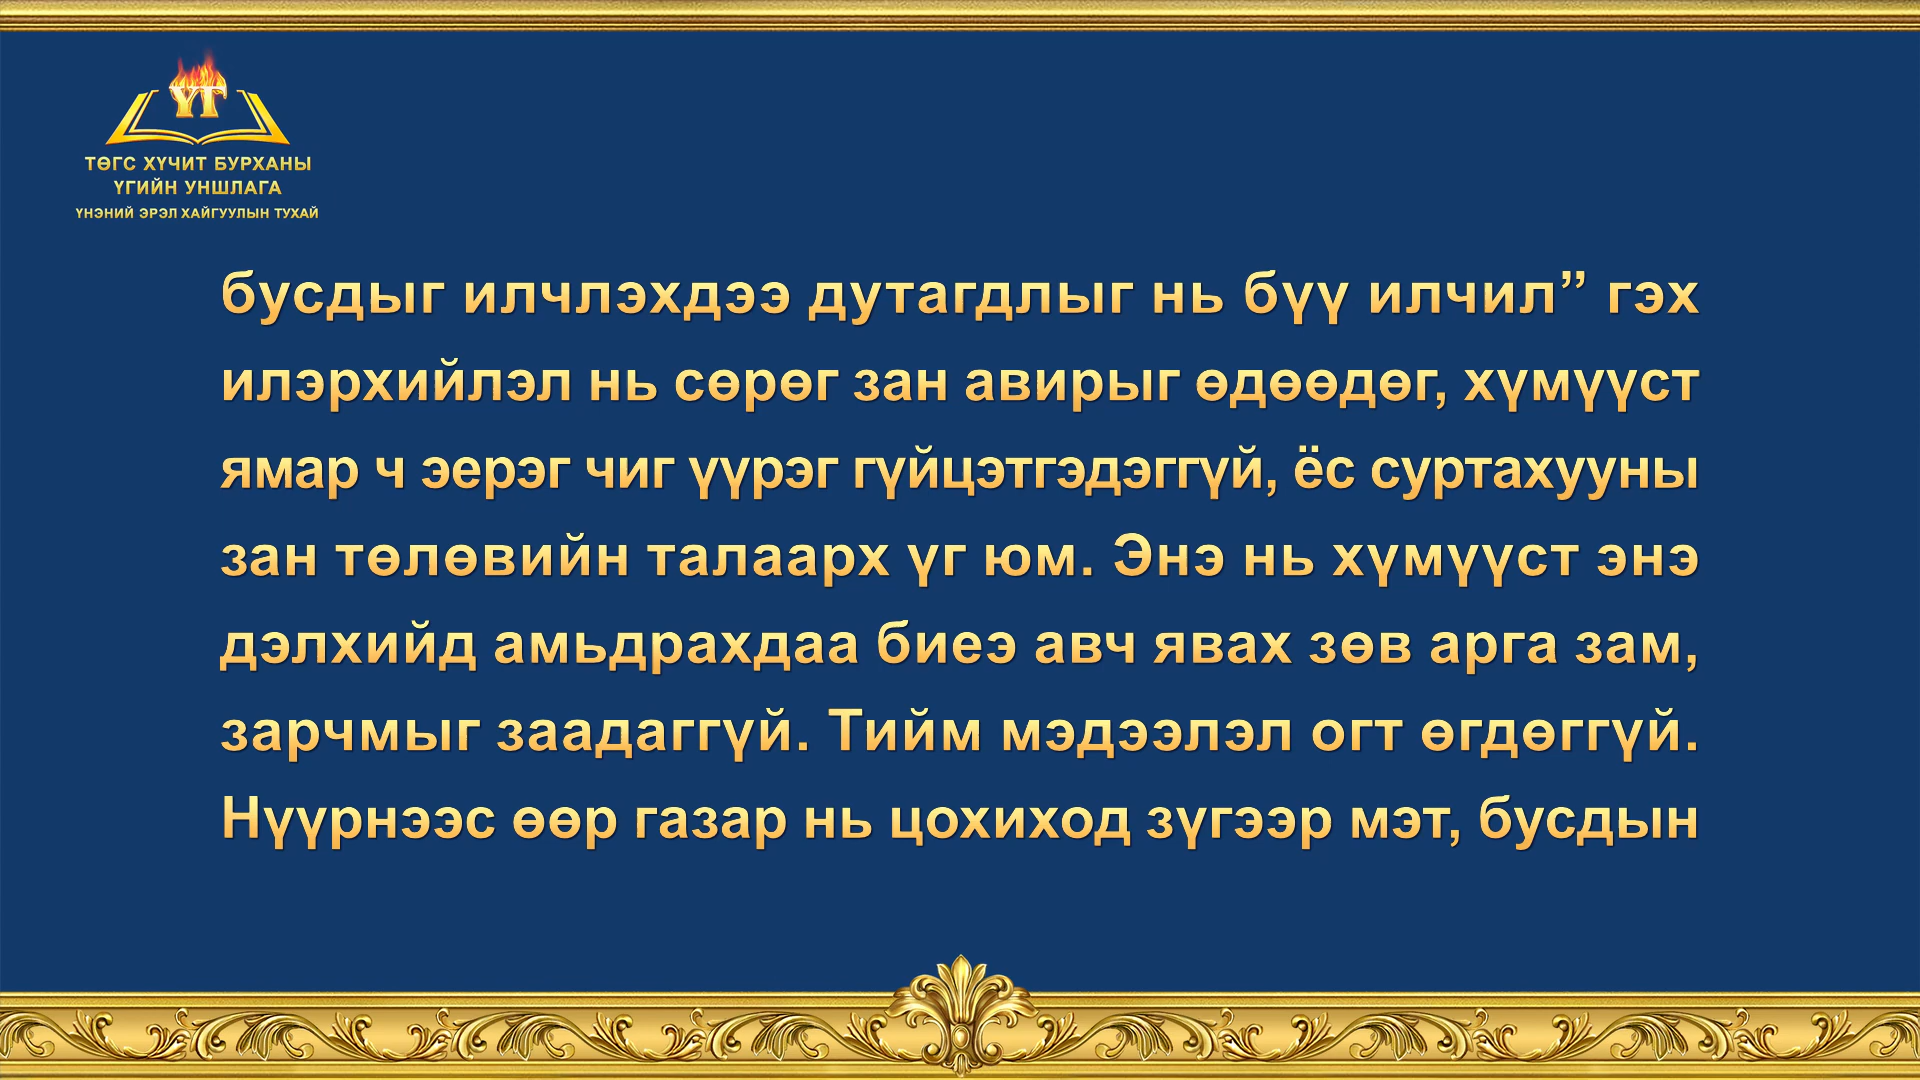 ҮГ
ТӨГС ХҮЧИТ БУРХАНЫ
ҮГИЙН УНШЛАГА
ҮНЭНИЙ ЭРЭЛ ХАЙГУУЛЫН ТУХАЙ
бусдыг илчлэхдээ дутагдлыг нь бүү илчил” гэх
илэрхийлэл нь сөрөг зан авирыг өдөөдөг, хүмүүст
ямар ч эерэг чиг үүрэг гүйцэтгэдэггүй, ёс суртахууны
зан төлөвийн талаарх үг юм. Энэ нь хүмүүст энэ
дэлхийд амьдрахдаа биеэ авч явах зөв арга зам,
зарчмыг заадаггүй. Тийм мэдээлэл огт өгдөггүй.
Нүүрнээс өөр газар нь цохиход зүгээр мэт, бусдын